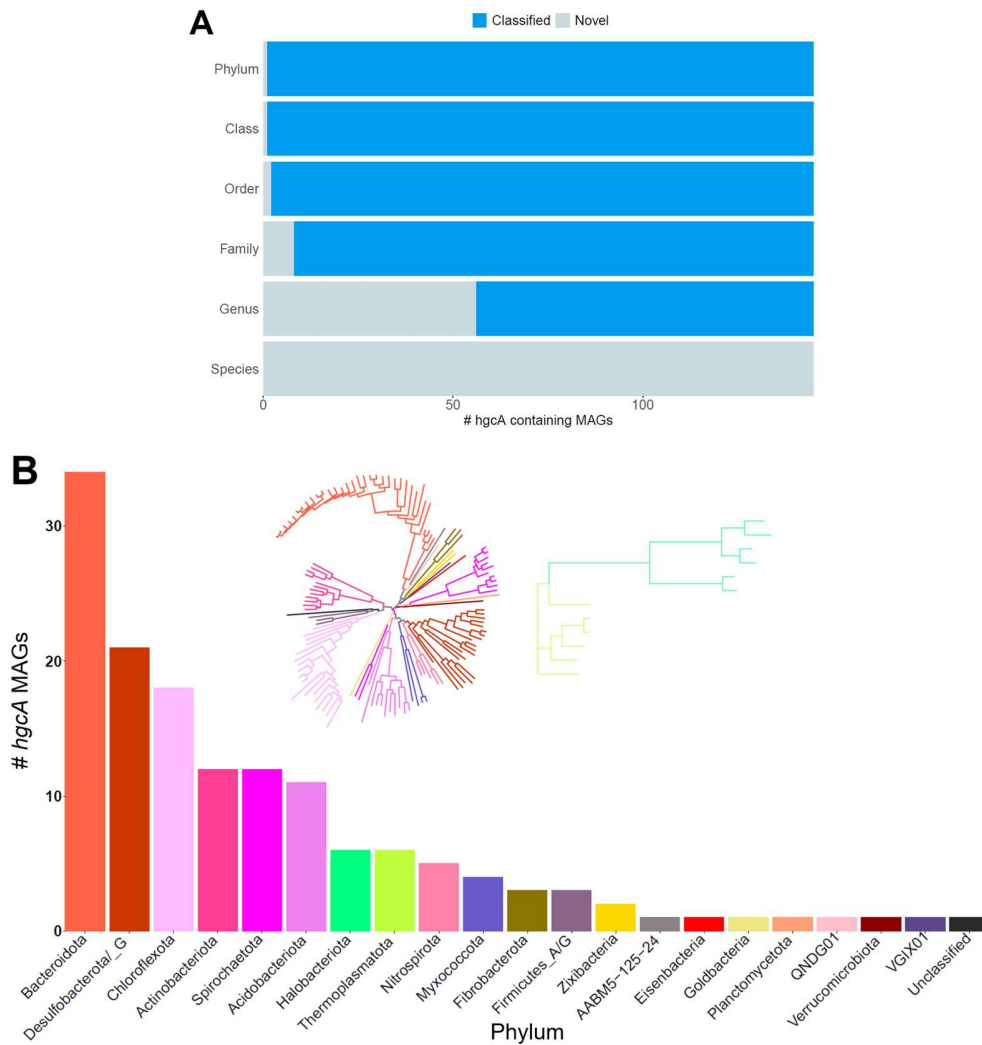 A
Classified Novel
Phylum
Class
Order
Family
Genus
Species
0 50 100
# hgcA containing MAGs
B
# hgcA MAGs
30
20
10
0
Bacteroidota
Desulfobacterota/_G
Chloroflexota
Actinobacteriota
Spirochaetota
Acidobacteriota
Halobacteriota
Thermoplasmatota
Nitrospirota
Myxococcota
Fibrobacterota
Firmicutes_A/G
Zixibacteria
AABM5-125-24
Eisenbacteria
Goldbacteria
Planctomycetota
QNDG01
Verrucomicrobiota
VGIX01
Unclassified
Phylum